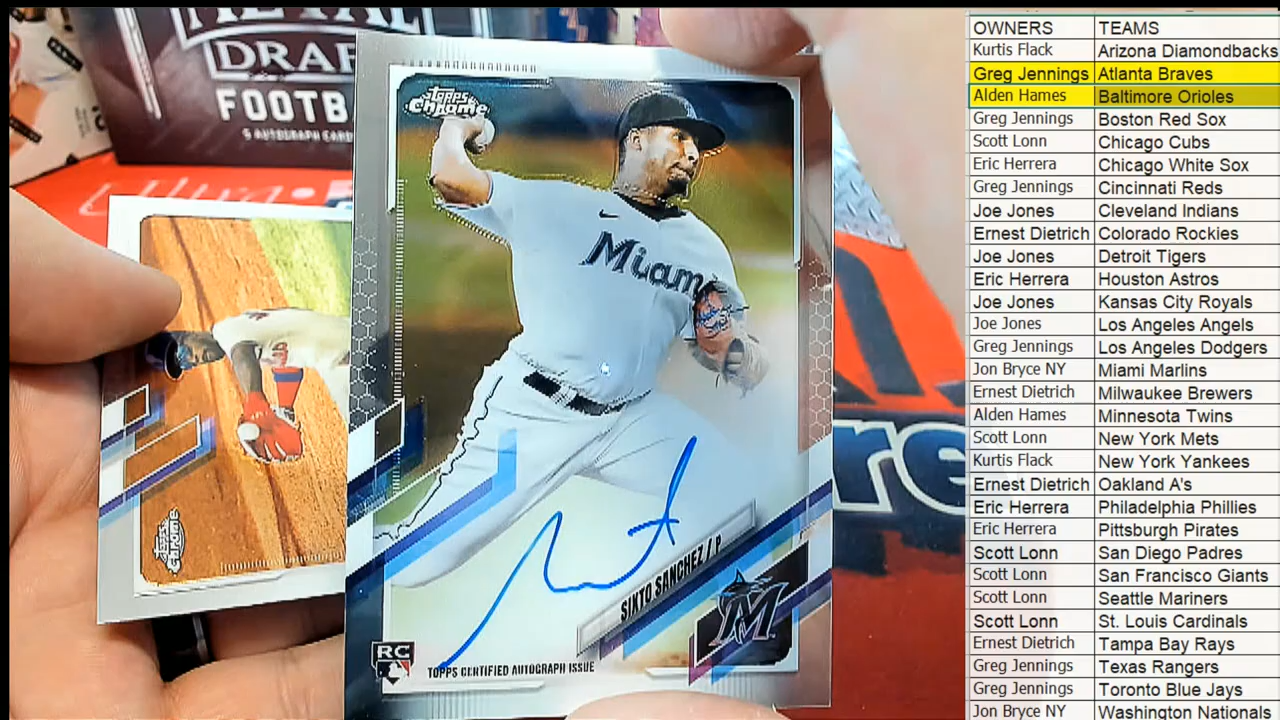 METAL
DRAF
FOOTB
5 AUTOGRAPH CARD
Topps
Chrome
Miami
SIXTO SANCHEZ / P
M
RC
TOPPS CERTIFIED AUTOGRAPH ISSUE
Topps
Chrome
Ultra
re
OWNERS TEAMS
Kurtis Flack Arizona Diamondbacks
Greg Jennings Atlanta Braves
Alden Hames Baltimore Orioles
Greg Jennings Boston Red Sox
Scott Lonn Chicago Cubs
Eric Herrera Chicago White Sox
Greg Jennings Cincinnati Reds
Joe Jones Cleveland Indians
Ernest Dietrich Colorado Rockies
Joe Jones Detroit Tigers
Eric Herrera Houston Astros
Joe Jones Kansas City Royals
Joe Jones Los Angeles Angels
Greg Jennings Los Angeles Dodgers
Jon Bryce NY Miami Marlins
Ernest Dietrich Milwaukee Brewers
Alden Hames Minnesota Twins
Scott Lonn New York Mets
Kurtis Flack New York Yankees
Ernest Dietrich Oakland A's
Eric Herrera Philadelphia Phillies
Eric Herrera Pittsburgh Pirates
Scott Lonn San Diego Padres
Scott Lonn San Francisco Giants
Scott Lonn Seattle Mariners
Scott Lonn St. Louis Cardinals
Ernest Dietrich Tampa Bay Rays
Greg Jennings Texas Rangers
Greg Jennings Toronto Blue Jays
Jon Bryce NY Washington Nationals